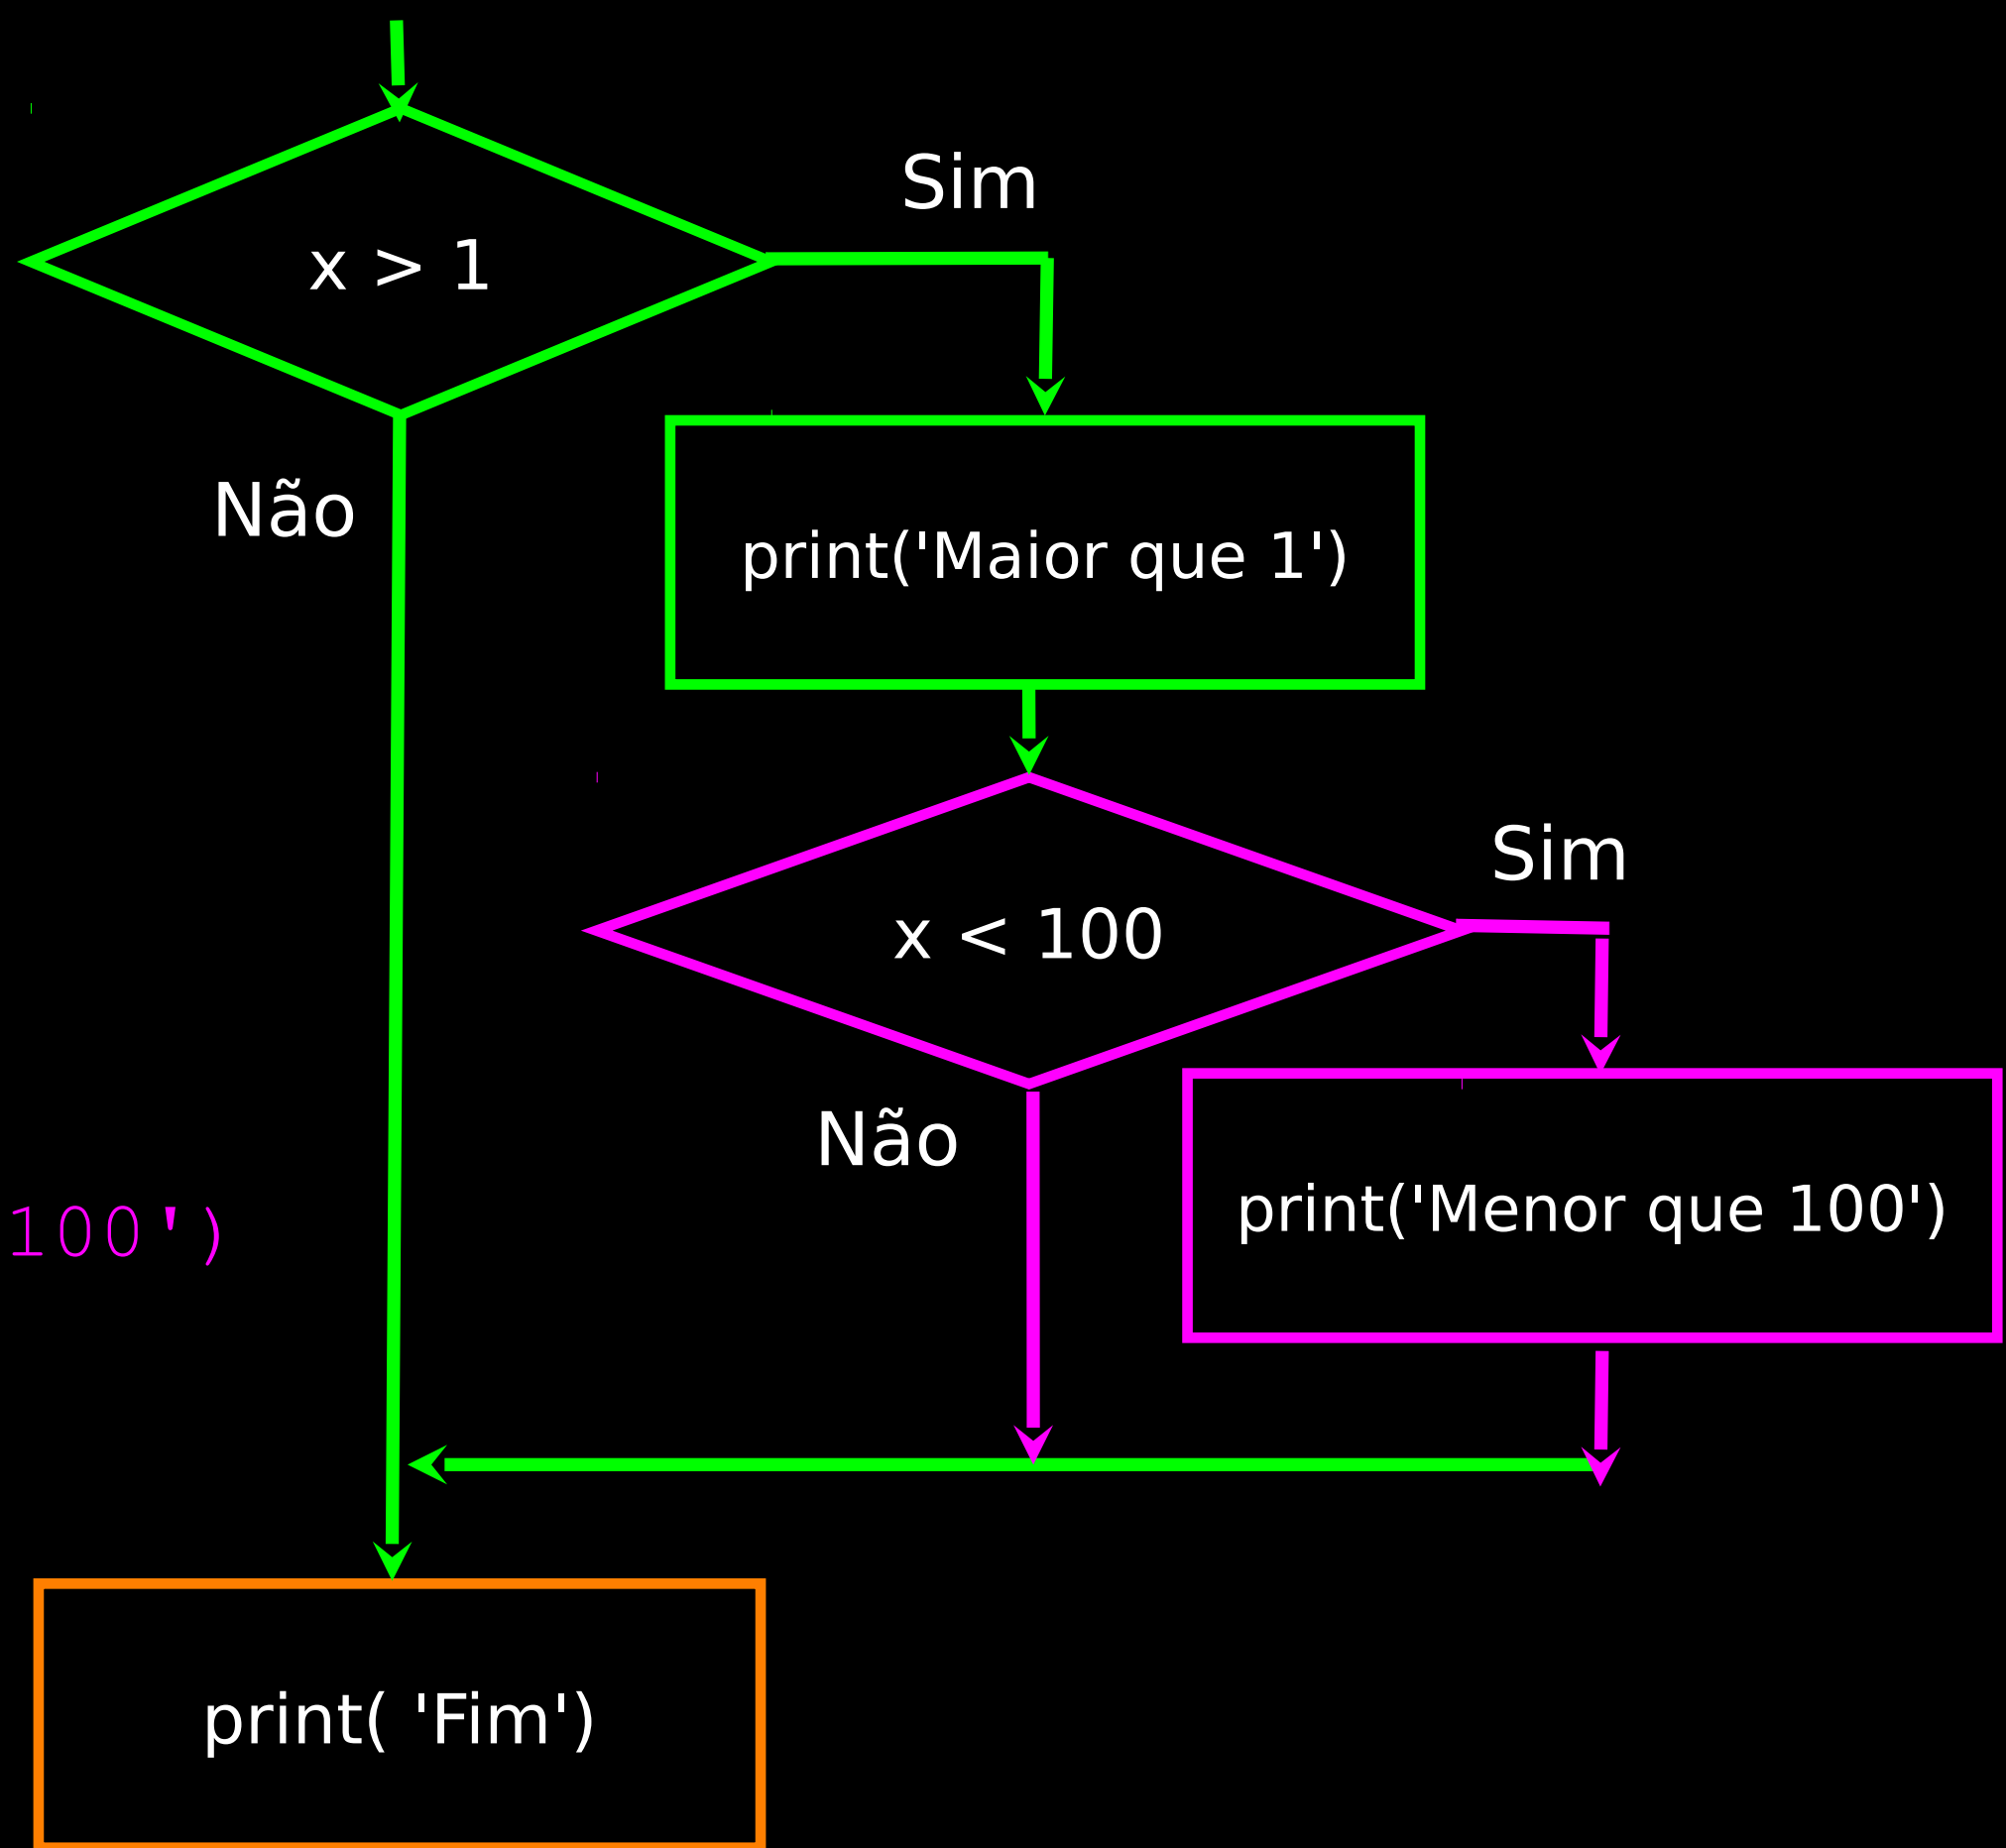 Sim
x > 1
Não
print('Maior que 1')
Sim
x < 100
Não
print('Menor que 100')
100')
print( 'Fim')